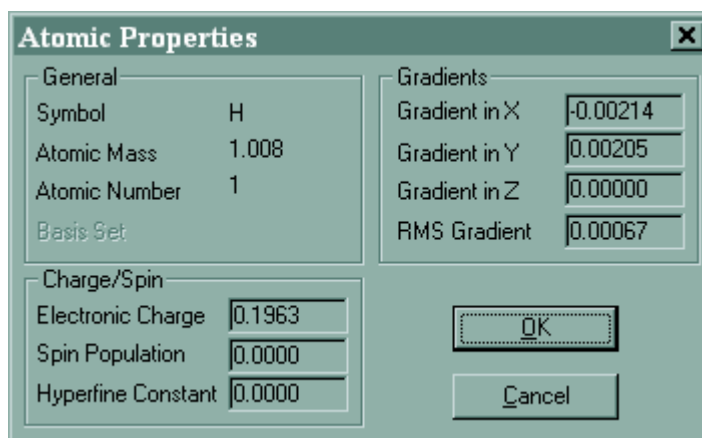 Atomic Properties
General
Symbol H
Atomic Mass 1.008
Atomic Number 1
Basis Set
Gradients
Gradient in X -0.00214
Gradient in Y 0.00205
Gradient in Z 0.00000
RMS Gradient 0.00067
Charge/Spin
Electronic Charge 0.1963
Spin Population 0.0000
Hyperfine Constant 0.0000
OK
Cancel